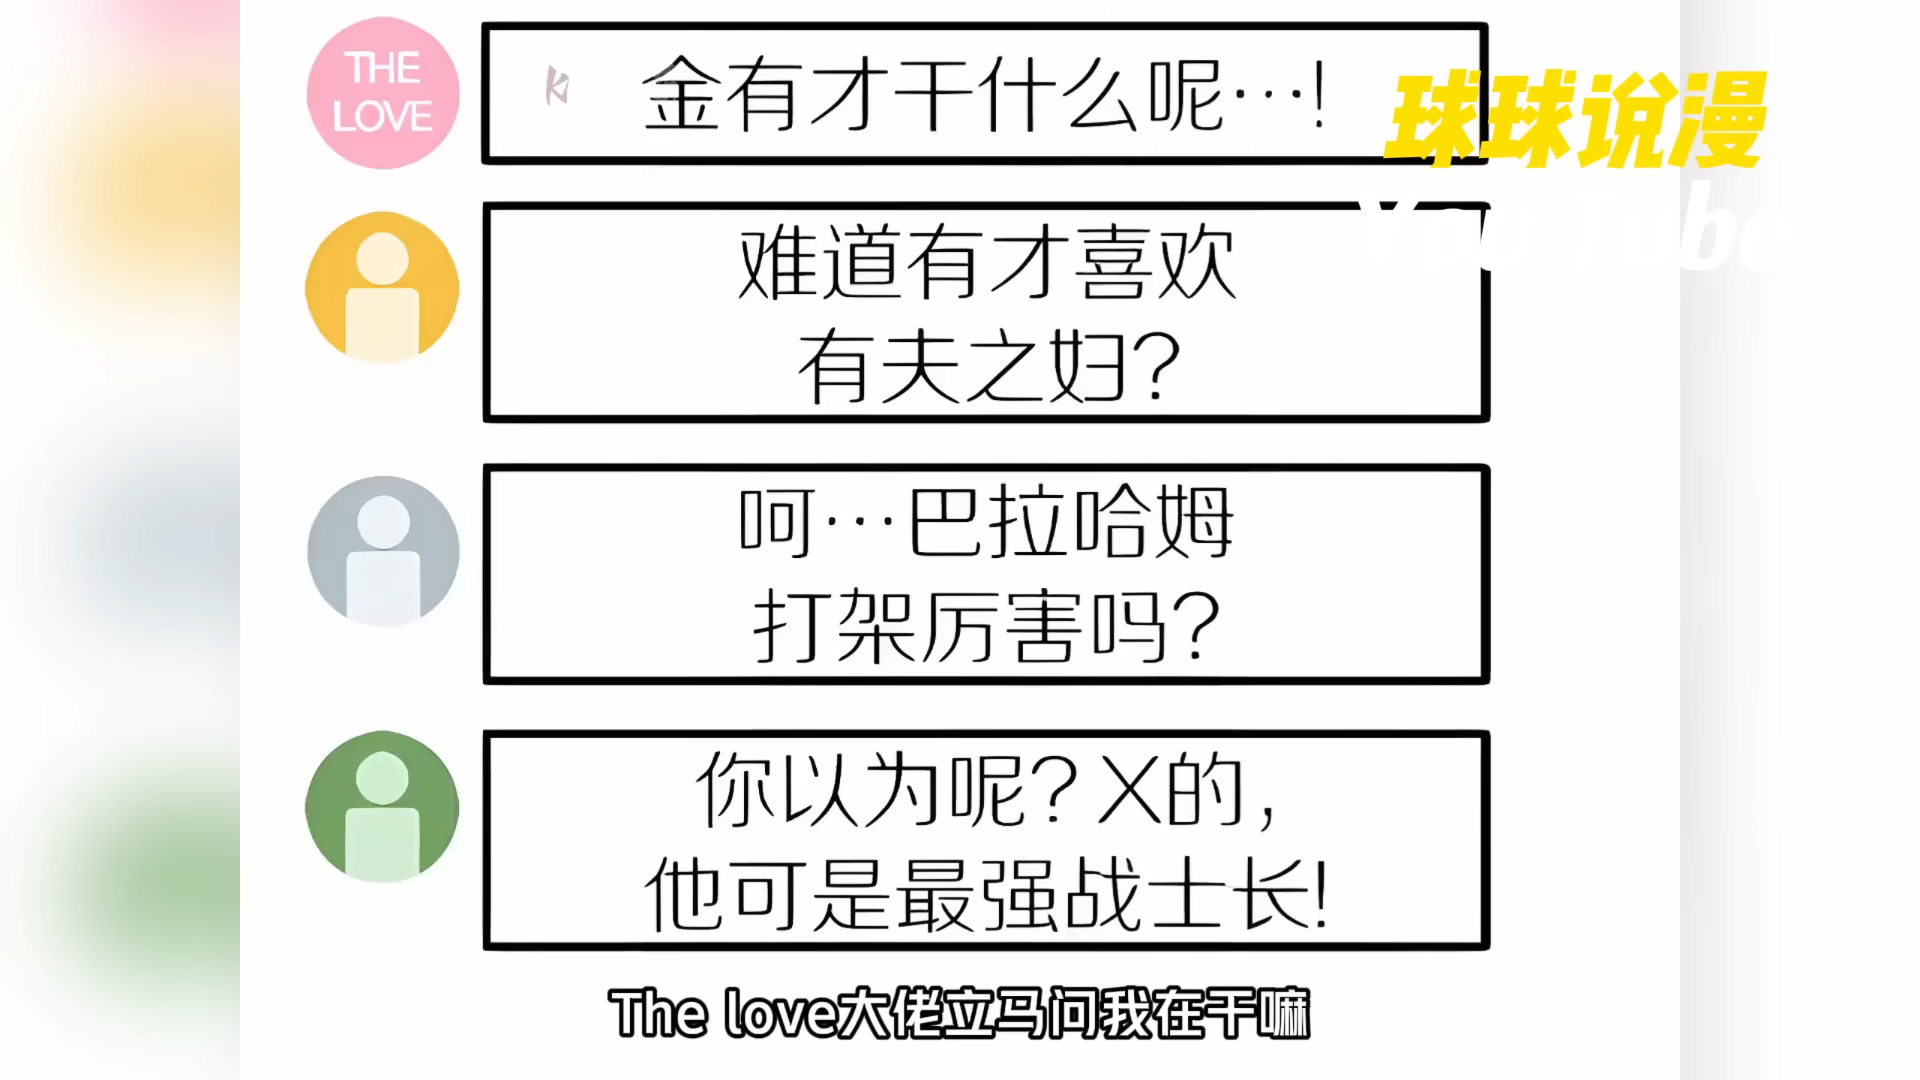 THE
LOVE
金有才干什么呢…!
球球说漫
YouTube
难道有才喜欢
有夫之妇?
呵…巴拉哈姆
打架厉害吗?
你以为呢? X的,
他可是最强战士长!
The love大佬立马问我在干嘛